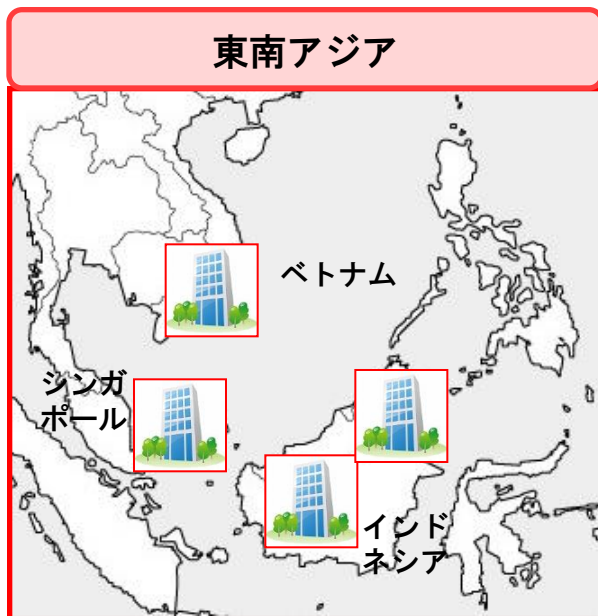 東南アジア
ベトナム
シンガ
ポール
インド
ネシア